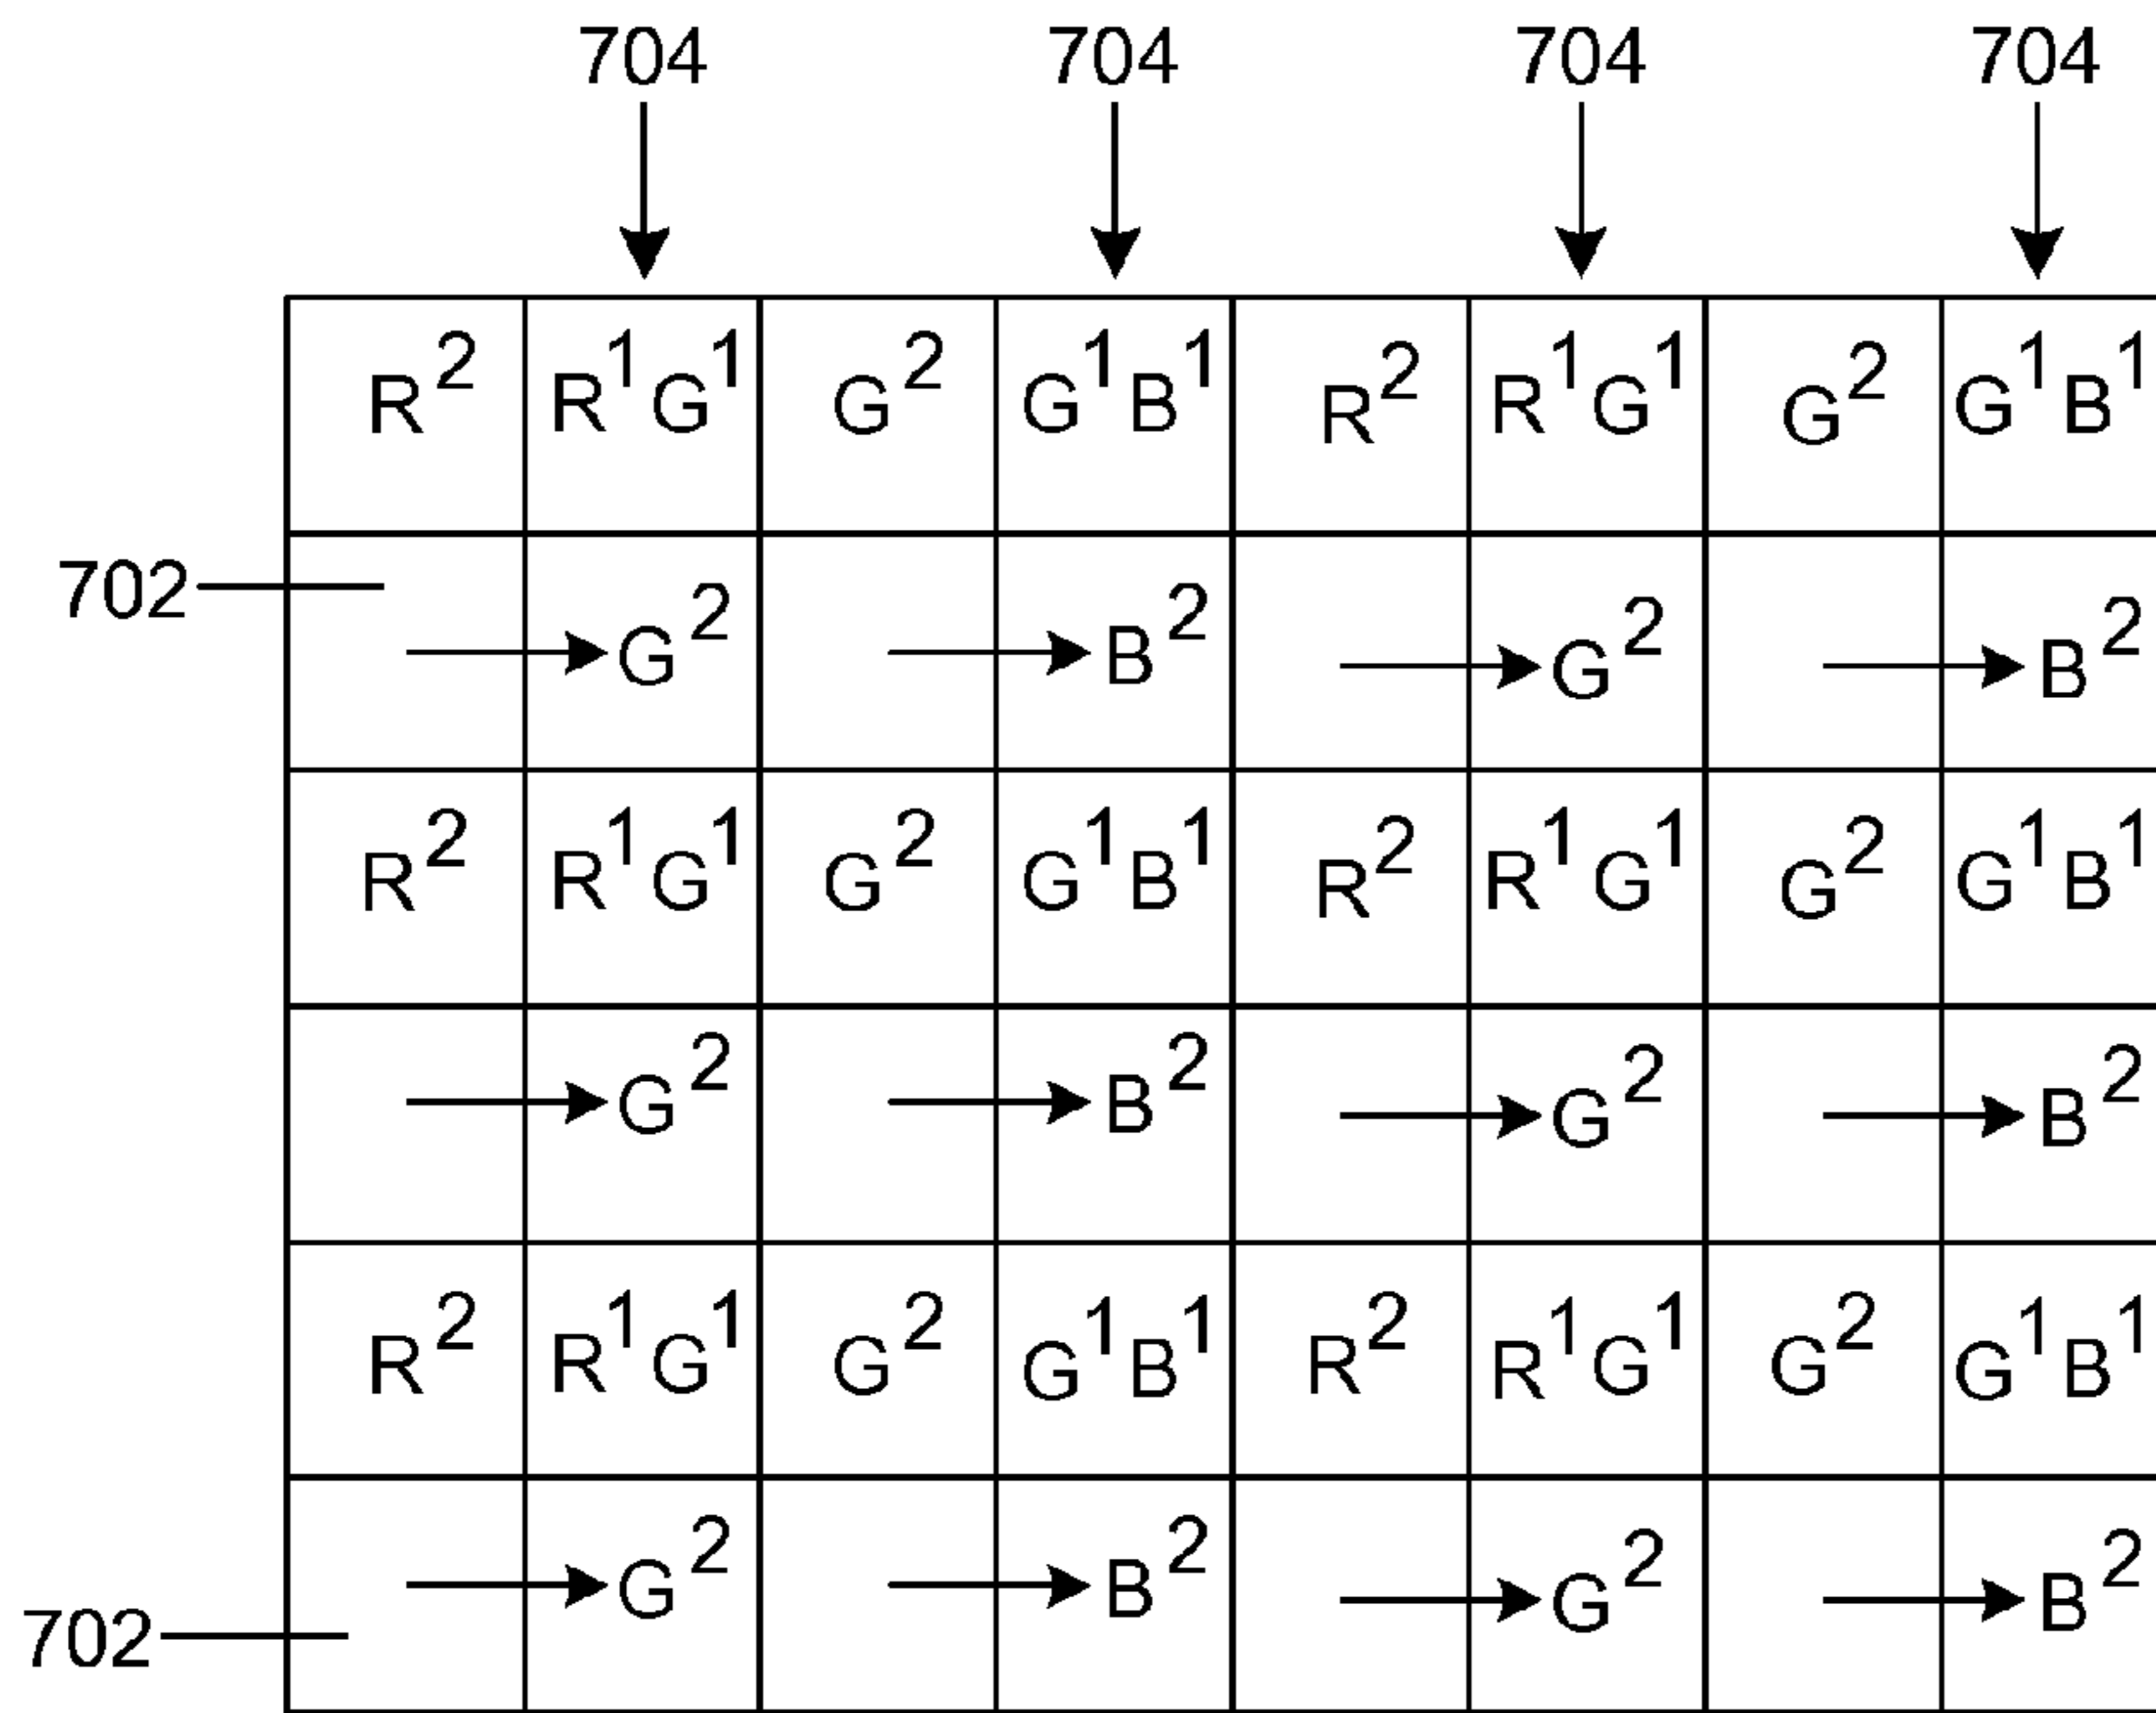 704 704 704 704
R² R¹G¹ G² G¹B¹ R² R¹G¹ G² G¹B¹
702 G² B² G² B²
R² R¹G¹ G² G¹B¹ R² R¹G¹ G² G¹B¹
G² B² G² B²
R² R¹G¹ G² G¹B¹ R² R¹G¹ G² G¹B¹
702 G² B² G² B²